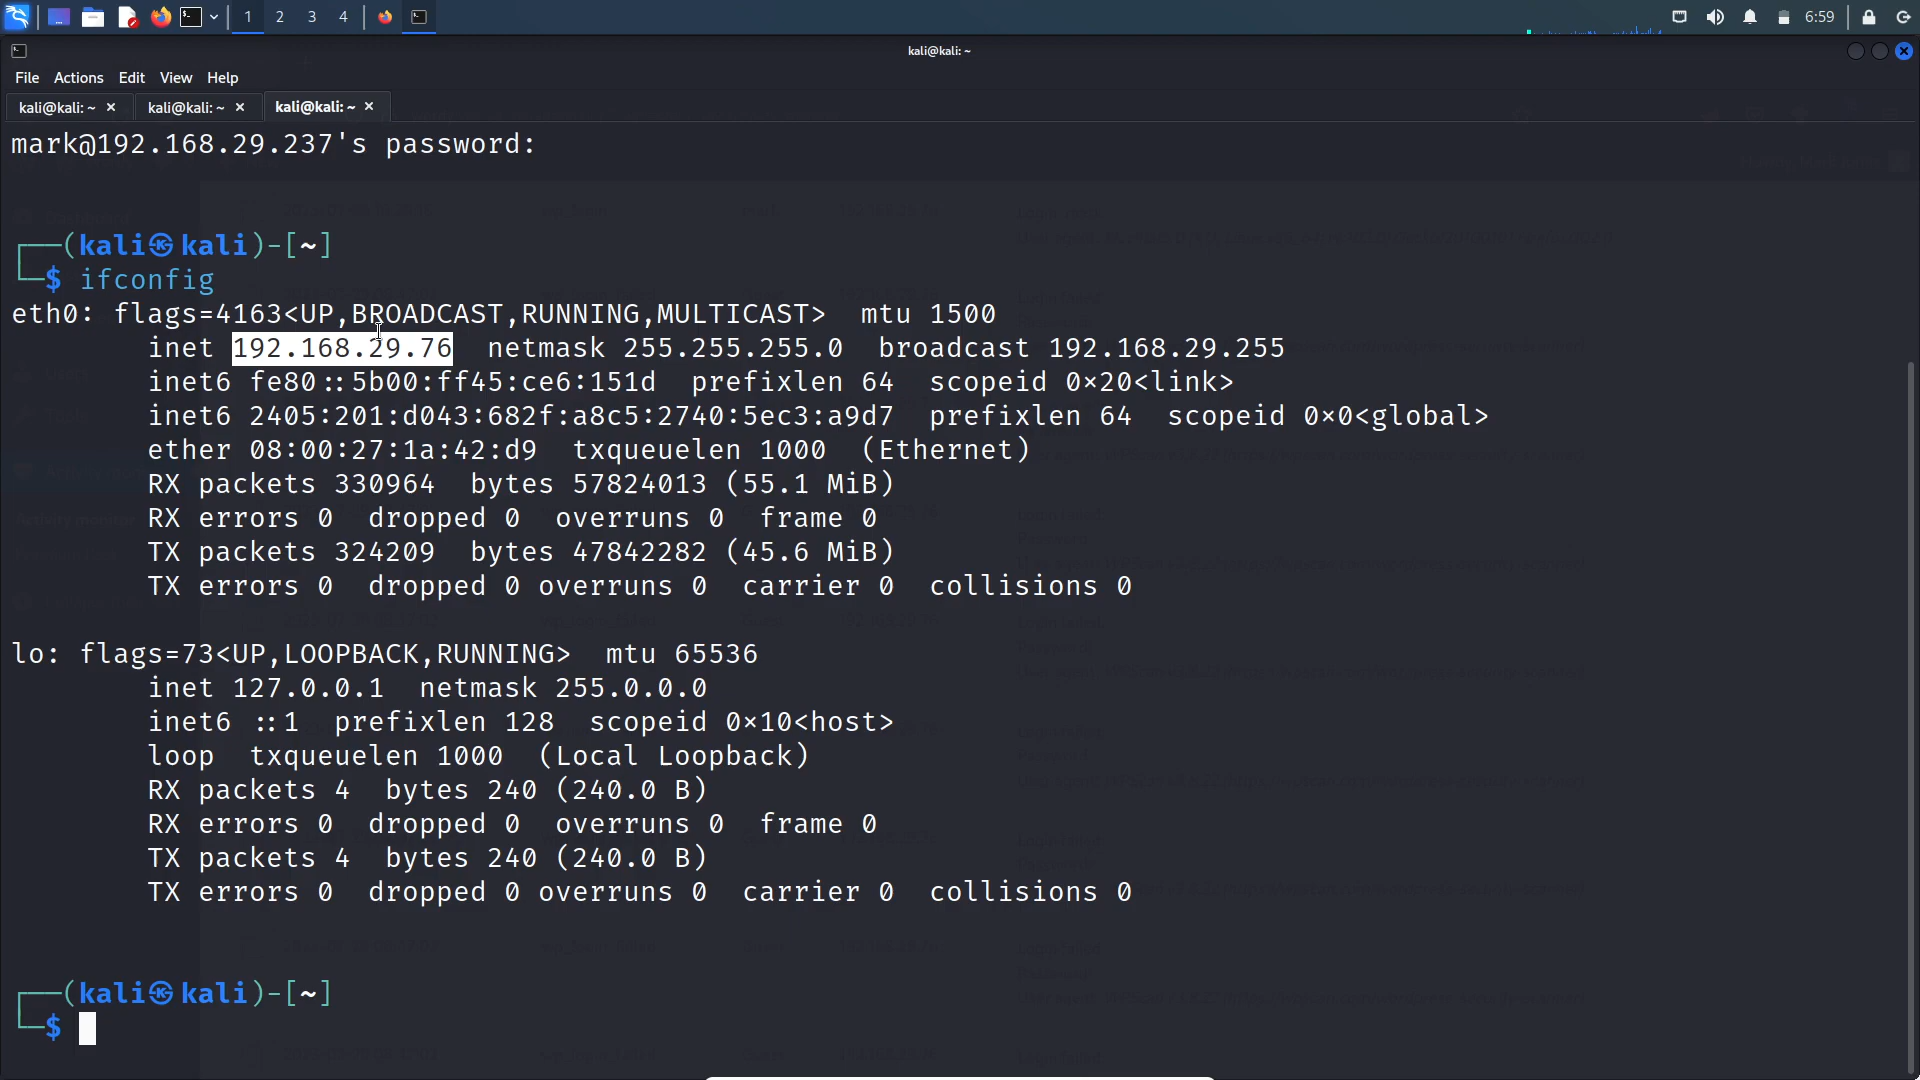 1 2 3 4 6:59
kali@kali: ~
File Actions Edit View Help
kali@kali: ~ × kali@kali: ~ × kali@kali: ~ ×
mark@192.168.29.237's password:
┌──(kali㉿kali)-[~]
└─$ ifconfig
eth0: flags=4163<UP,BROADCAST,RUNNING,MULTICAST> mtu 1500
inet 192.168.29.76 netmask 255.255.255.0 broadcast 192.168.29.255
inet6 fe80::5b00:ff45:ce6:151d prefixlen 64 scopeid 0×20<link>
inet6 2405:201:d043:682f:a8c5:2740:5ec3:a9d7 prefixlen 64 scopeid 0×0<global>
ether 08:00:27:1a:42:d9 txqueuelen 1000 (Ethernet)
RX packets 330964 bytes 57824013 (55.1 MiB)
RX errors 0 dropped 0 overruns 0 frame 0
TX packets 324209 bytes 47842282 (45.6 MiB)
TX errors 0 dropped 0 overruns 0 carrier 0 collisions 0
lo: flags=73<UP,LOOPBACK,RUNNING> mtu 65536
inet 127.0.0.1 netmask 255.0.0.0
inet6 ::1 prefixlen 128 scopeid 0×10<host>
loop txqueuelen 1000 (Local Loopback)
RX packets 4 bytes 240 (240.0 B)
RX errors 0 dropped 0 overruns 0 frame 0
TX packets 4 bytes 240 (240.0 B)
TX errors 0 dropped 0 overruns 0 carrier 0 collisions 0
┌──(kali㉿kali)-[~]
└─$